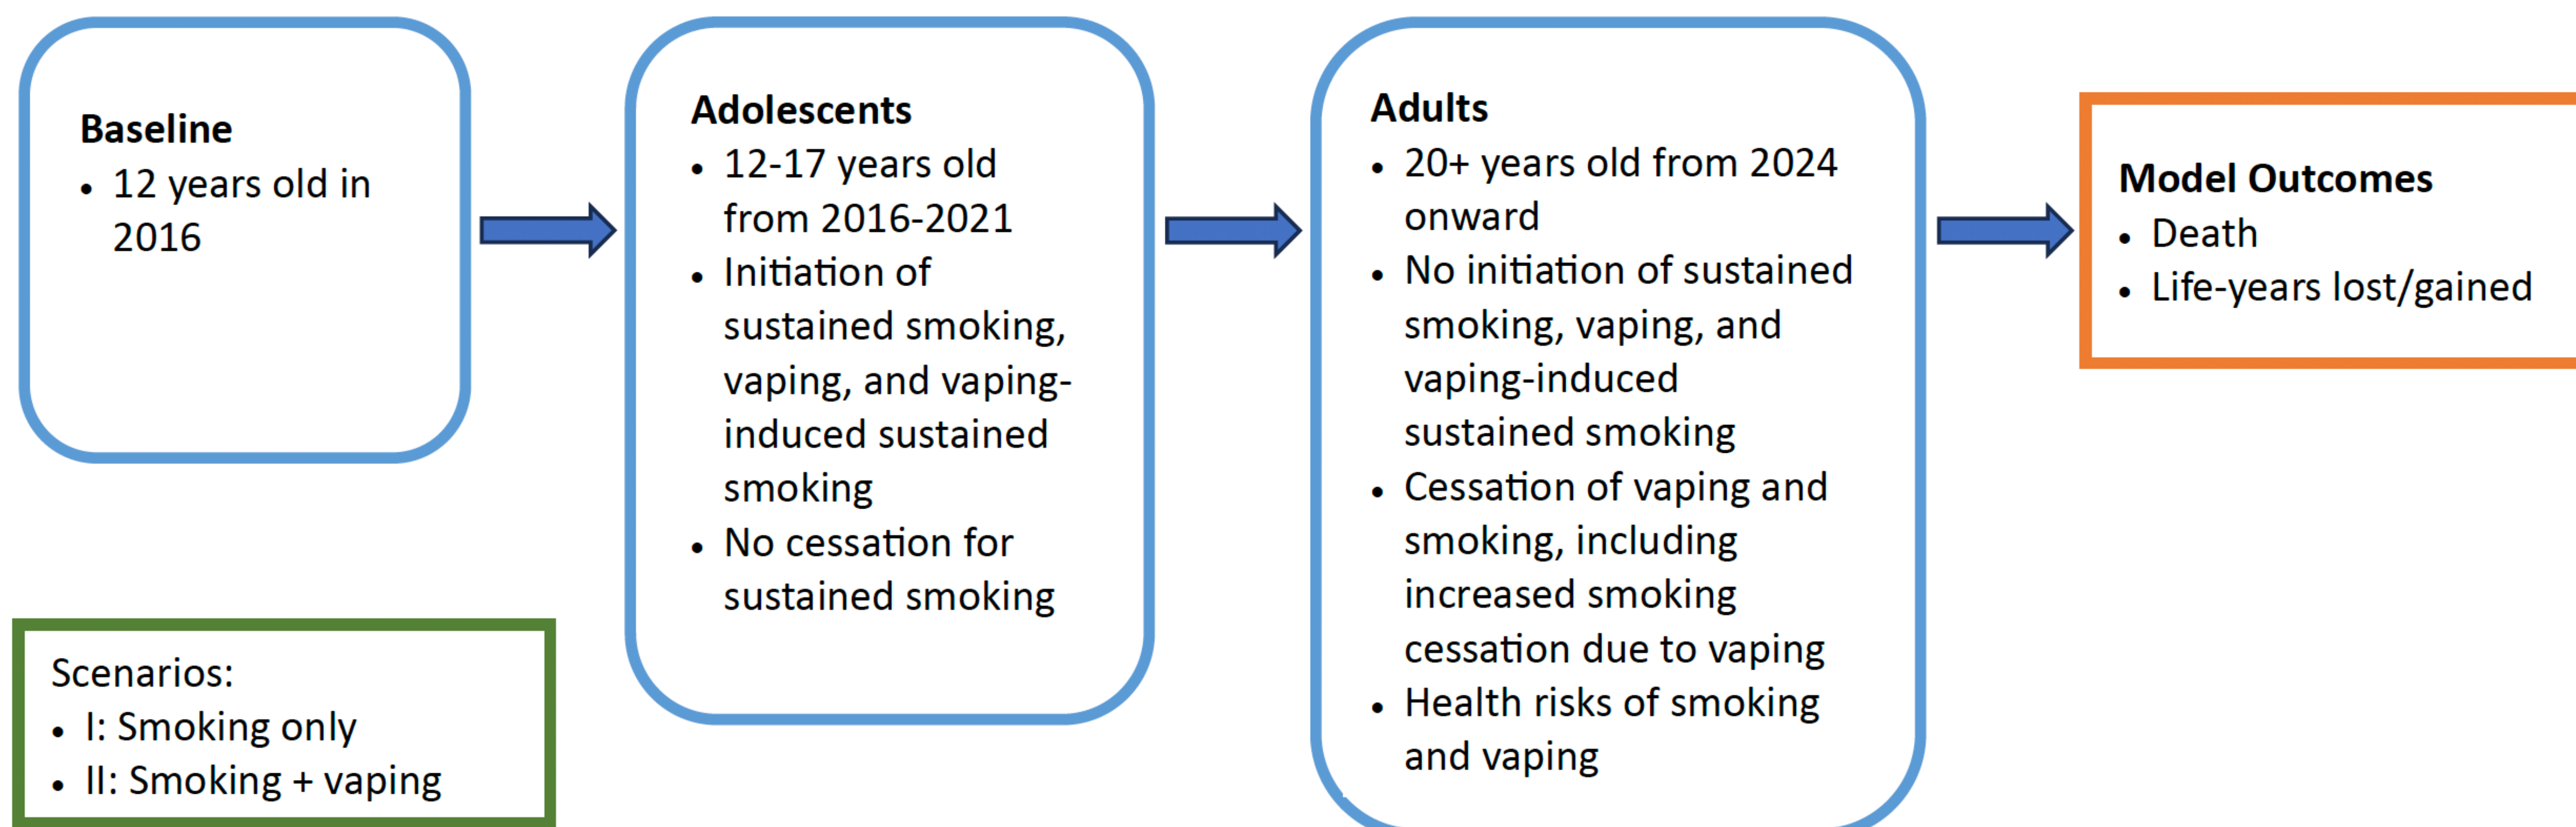 Baseline
• 12 years old in
2016
Adolescents
• 12-17 years old
from 2016-2021
• Initiation of
sustained smoking,
vaping, and vaping-
induced sustained
smoking
• No cessation for
sustained smoking
Adults
• 20+ years old from 2024
onward
• No initiation of sustained
smoking, vaping, and
vaping-induced
sustained smoking
• Cessation of vaping and
smoking, including
increased smoking
cessation due to vaping
• Health risks of smoking
and vaping
Model Outcomes
• Death
• Life-years lost/gained
Scenarios:
• I: Smoking only
• II: Smoking + vaping